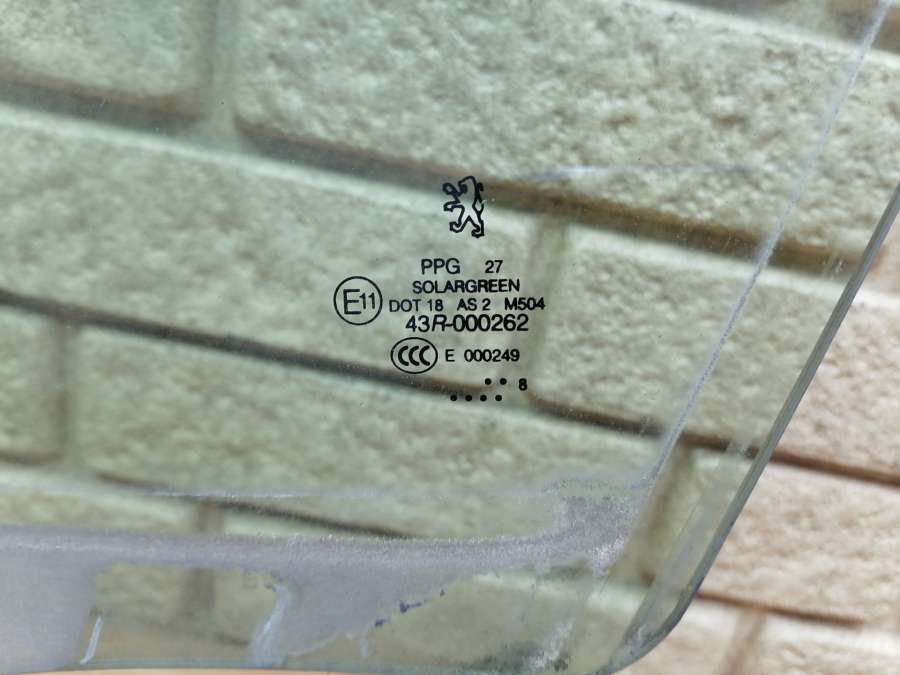 PPG 27
SOLARGREEN
E11
DOT 18 AS 2 M504
43R-000262
CCC E 000249
.. 8
....